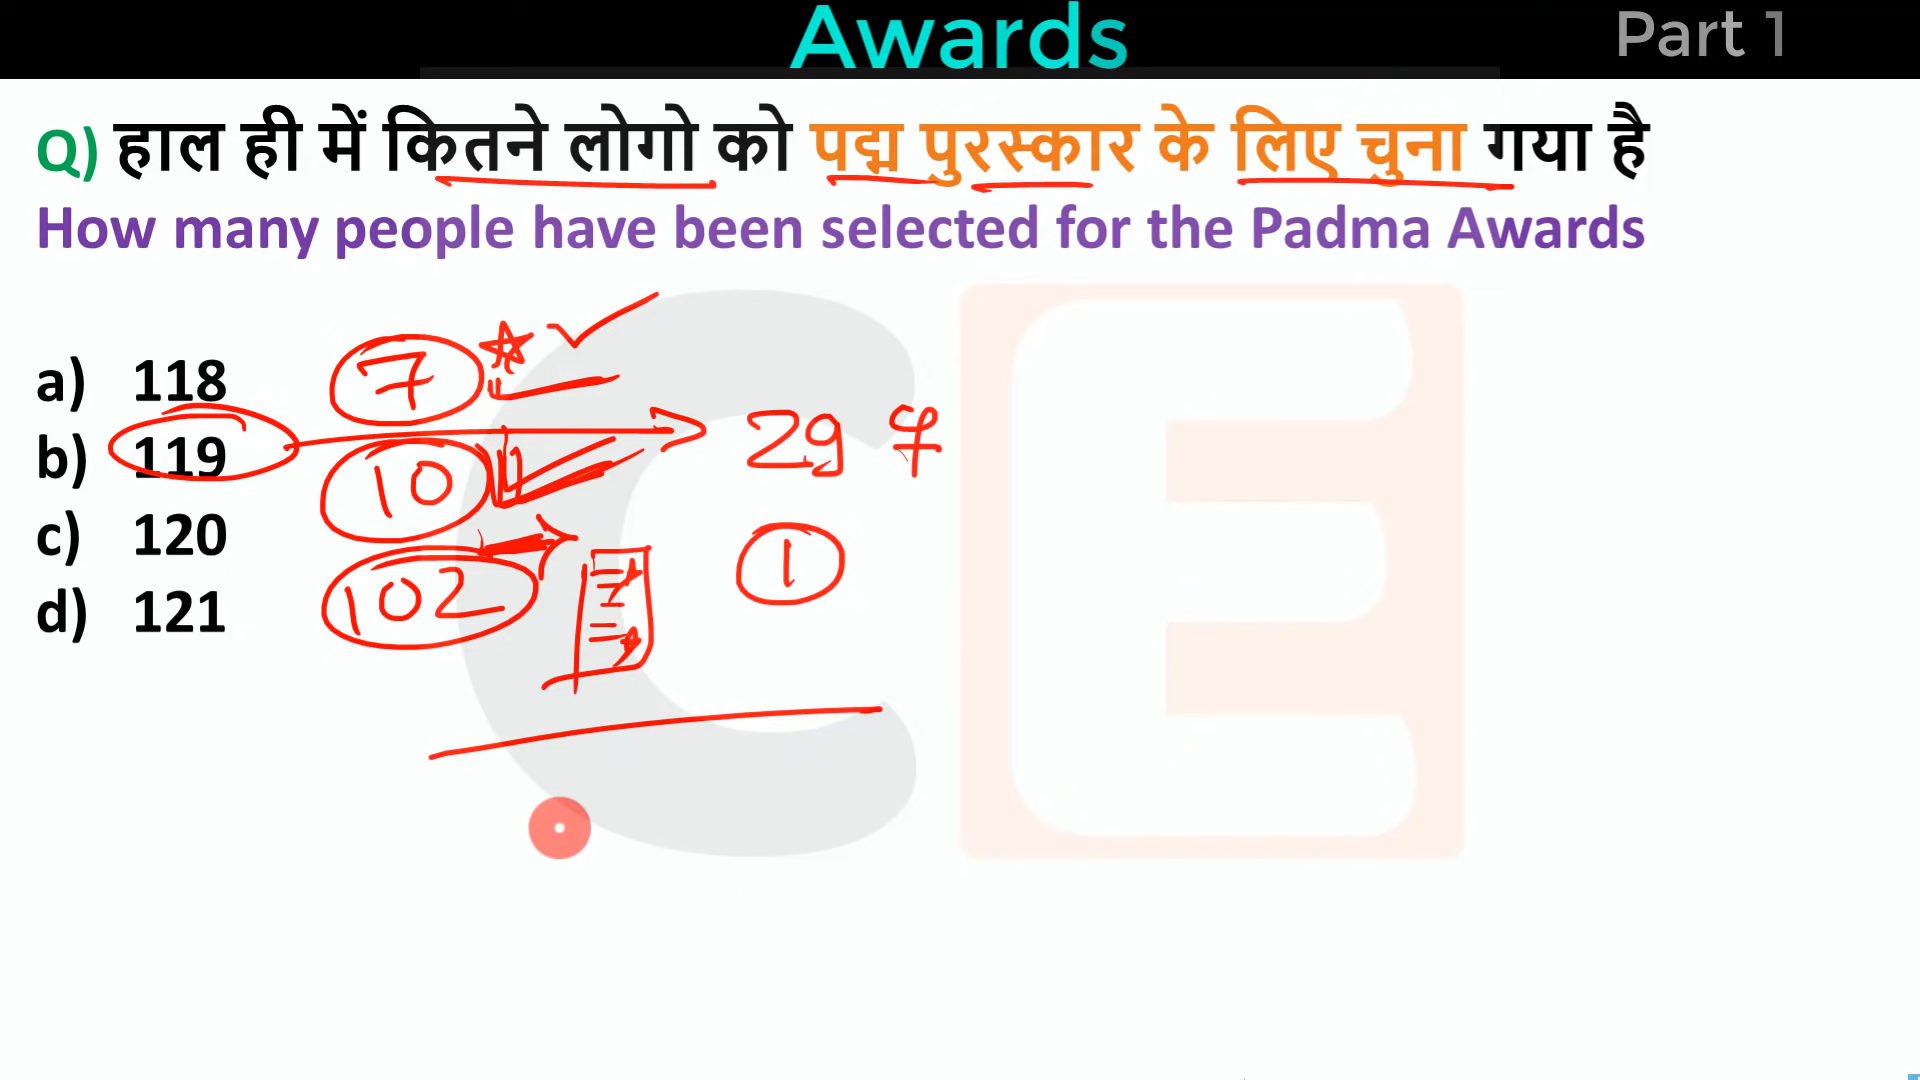 Awards
Part 1
Q) हाल ही में कितने लोगो को पद्म पुरस्कार के लिए चुना गया है
How many people have been selected for the Padma Awards
a) 118
b) 119
c) 120
d) 121
7
10
102
29
1